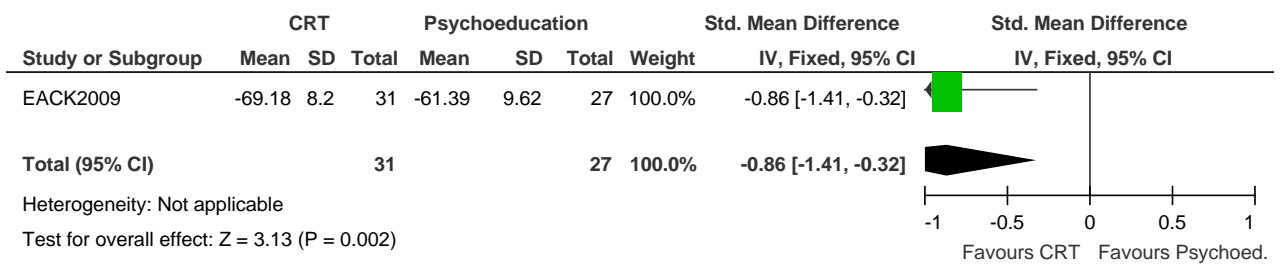 CRT Psychoeducation Std. Mean Difference Std. Mean Difference
Study or Subgroup Mean SD Total Mean SD Total Weight IV, Fixed, 95% CI IV, Fixed, 95% CI
EACK2009 -69.18 8.2 31 -61.39 9.62 27 100.0% -0.86 [-1.41, -0.32]
Total (95% CI) 31 27 100.0% -0.86 [-1.41, -0.32]
Heterogeneity: Not applicable
Test for overall effect: Z = 3.13 (P = 0.002)
-1 -0.5 0 0.5 1
Favours CRT Favours Psychoed.